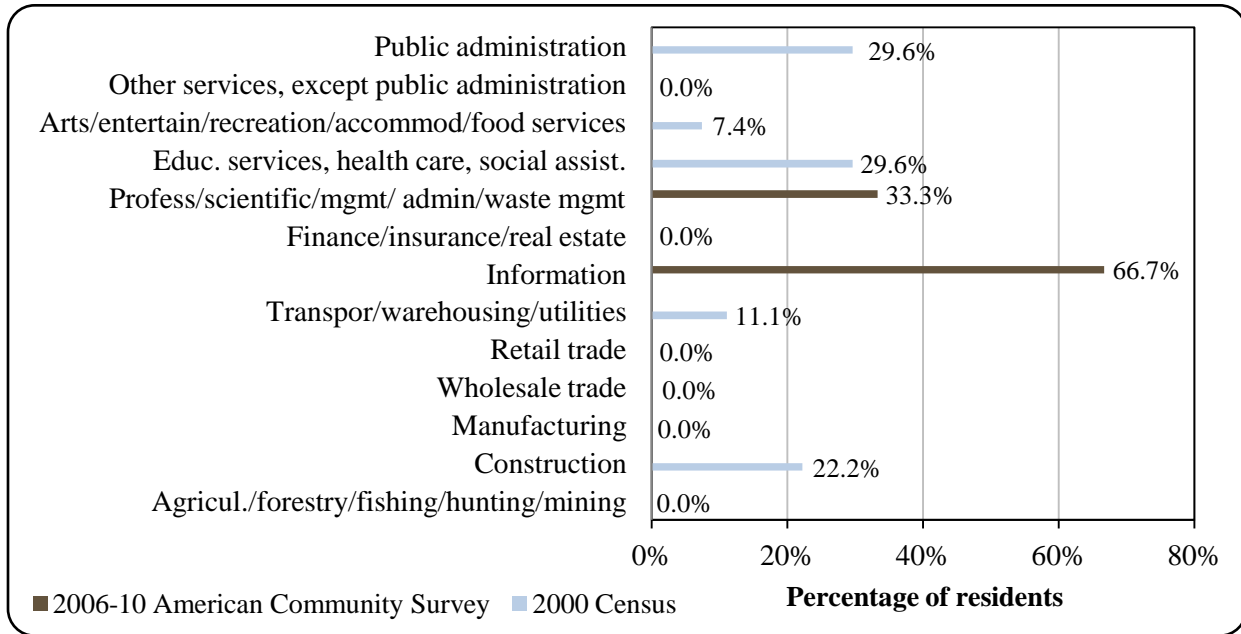 Public administration 29.6%
Other services, except public administration 0.0%
Arts/entertain/recreation/accommod/food services 7.4%
Educ. services, health care, social assist. 29.6%
Profess/scientific/mgmt/ admin/waste mgmt 33.3%
Finance/insurance/real estate 0.0%
Information 66.7%
Transpor/warehousing/utilities 11.1%
Retail trade 0.0%
Wholesale trade 0.0%
Manufacturing 0.0%
Construction 22.2%
Agricul./forestry/fishing/hunting/mining 0.0%
0% 20% 40% 60% 80%
2006-10 American Community Survey 2000 Census Percentage of residents